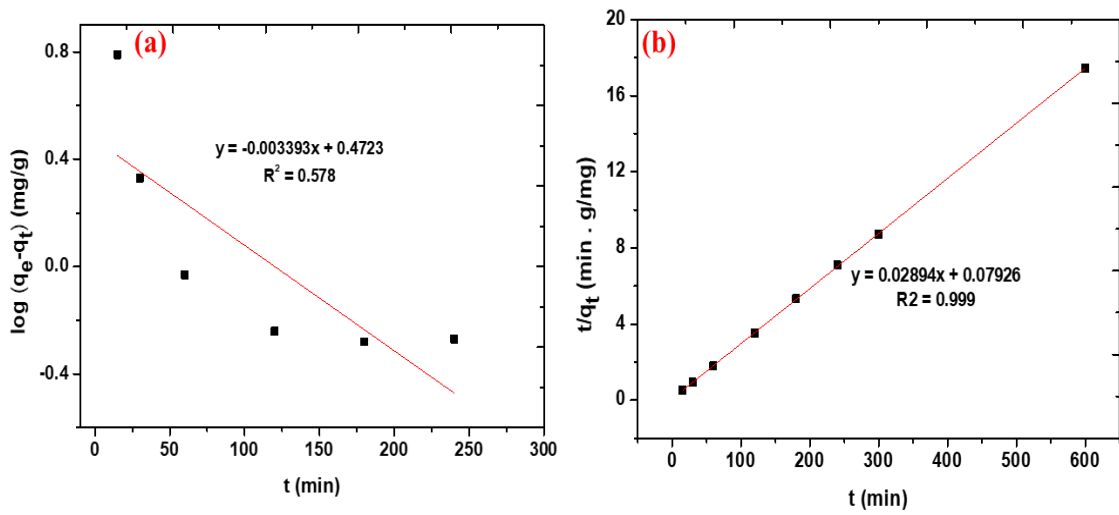 (a)
0.8
0.4
0.0
-0.4
log (qe-qt) (mg/g)
y = -0.003393x + 0.4723
R2 = 0.578
0 50 100 150 200 250 300
t (min)
(b)
20
16
12
8
4
0
t/qt (min . g/mg)
y = 0.02894x + 0.07926
R2 = 0.999
0 100 200 300 400 500 600
t (min)